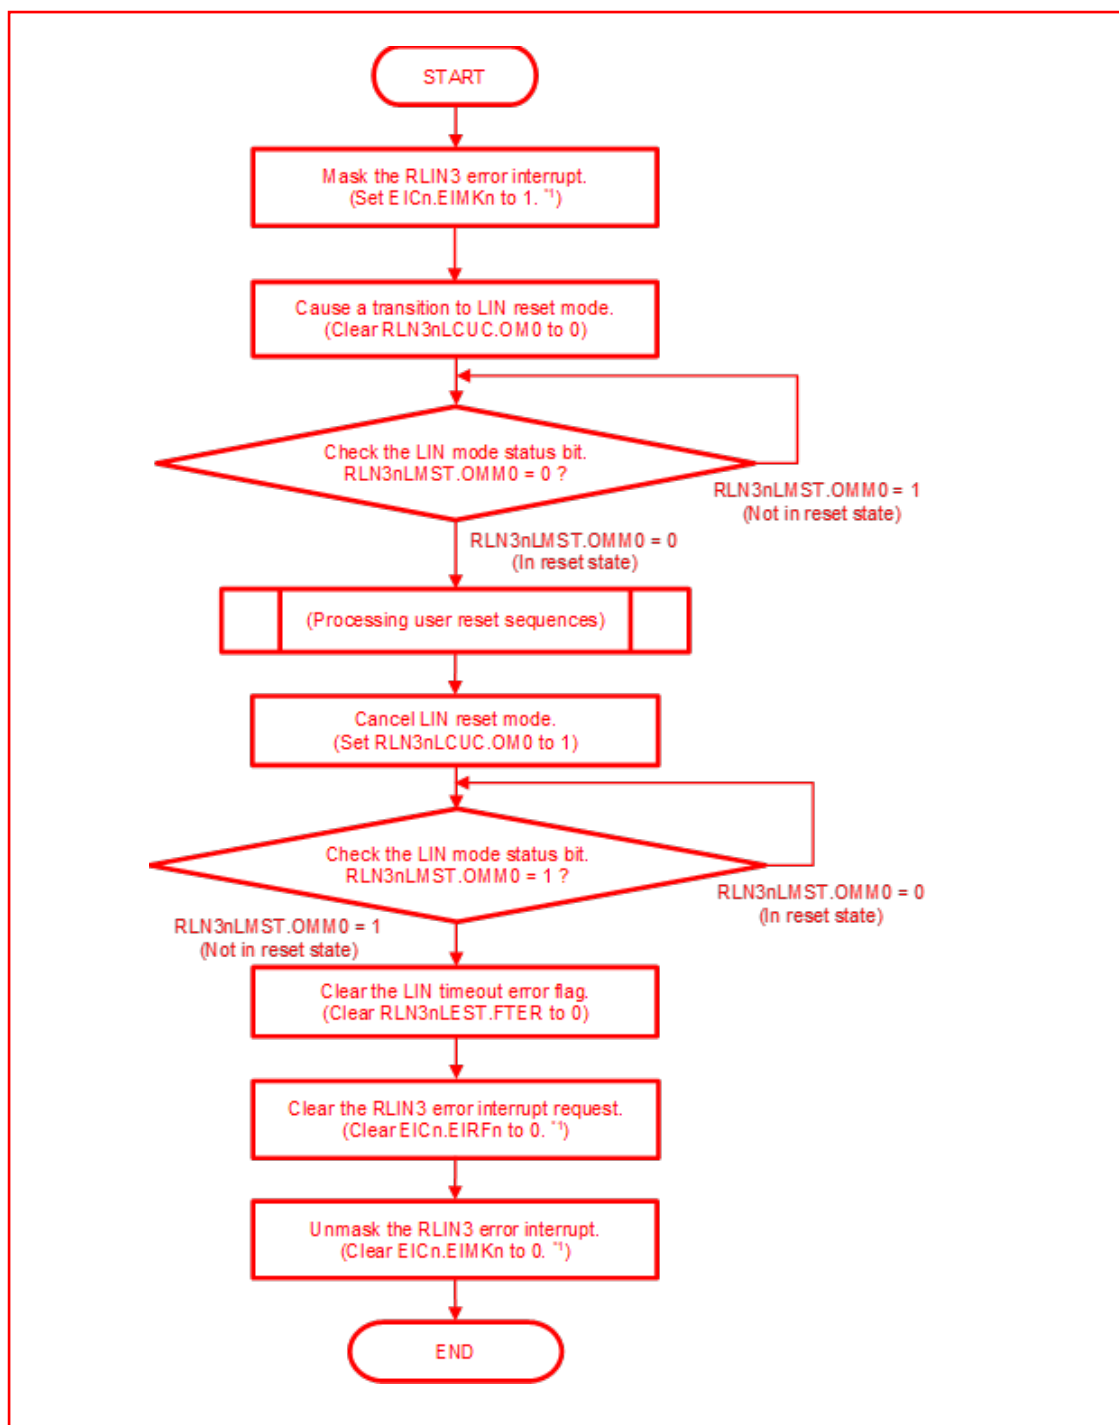 START
Mask the RLIN3 error interrupt.
(Set EICn.EIMKn to 1. *1)
Cause a transition to LIN reset mode.
(Clear RLN3nLCUC.OM0 to 0)
Check the LIN mode status bit.
RLN3nLMST.OMM0 = 0 ?
RLN3nLMST.OMM0 = 1
(Not in reset state)
RLN3nLMST.OMM0 = 0
(In reset state)
(Processing user reset sequences)
Cancel LIN reset mode.
(Set RLN3nLCUC.OM0 to 1)
Check the LIN mode status bit.
RLN3nLMST.OMM0 = 1 ?
RLN3nLMST.OMM0 = 0
(In reset state)
RLN3nLMST.OMM0 = 1
(Not in reset state)
Clear the LIN timeout error flag.
(Clear RLN3nLEST.FTER to 0)
Clear the RLIN3 error interrupt request.
(Clear EICn.EIRFn to 0. *1)
Unmask the RLIN3 error interrupt.
(Clear EICn.EIMKn to 0. *1)
END